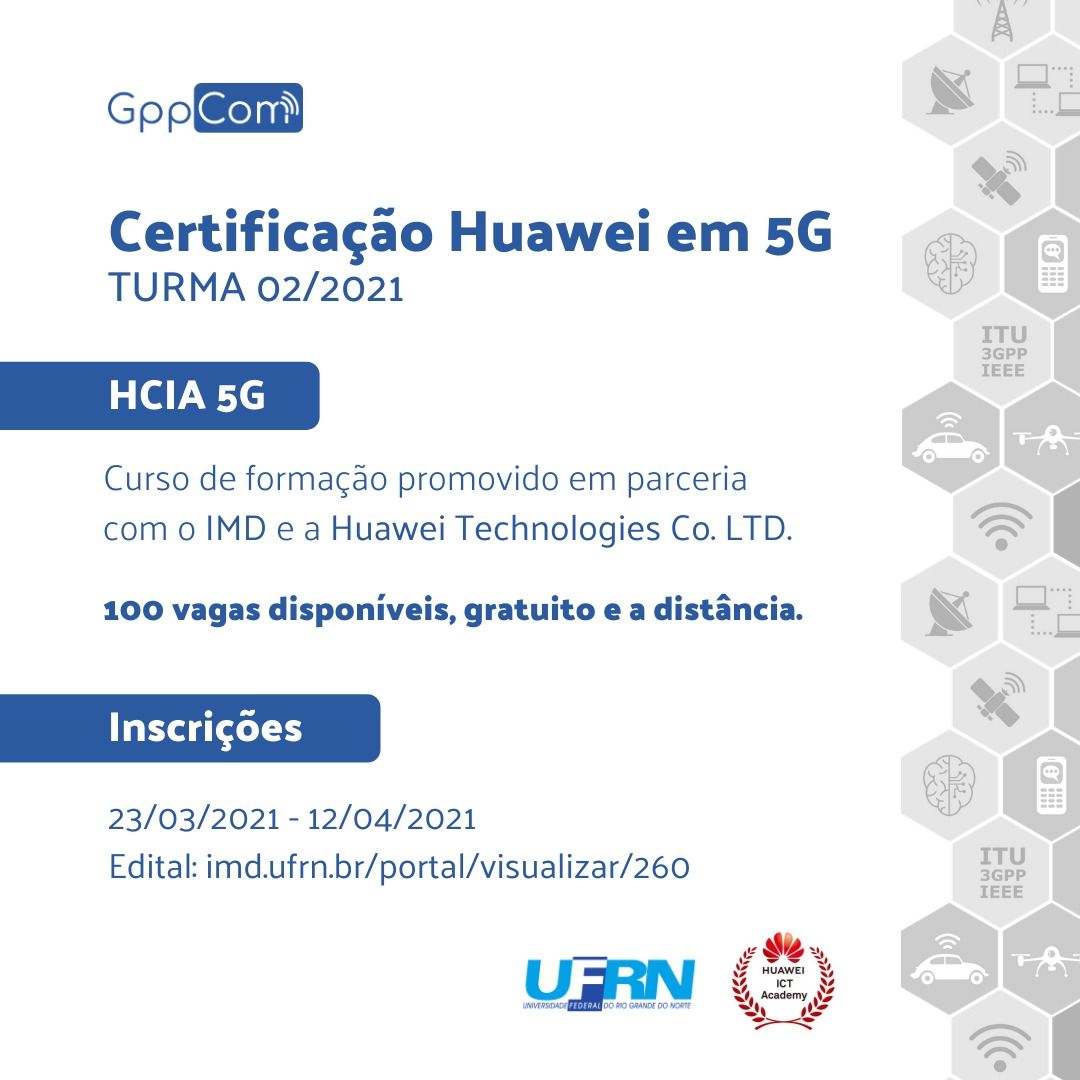 GppCom
Certificação Huawei em 5G
TURMA 02/2021
HCIA 5G
Curso de formação promovido em parceria
com o IMD e a Huawei Technologies Co. LTD.
100 vagas disponíveis, gratuito e a distância.
Inscrições
23/03/2021 - 12/04/2021
Edital: imd.ufrn.br/portal/visualizar/260
UFRN
UNIVERSIDADE FEDERAL DO RIO GRANDE DO NORTE
HUAWEI
ICT
Academy
ITU
3GPP
IEEE
ITU
3GPP
IEEE